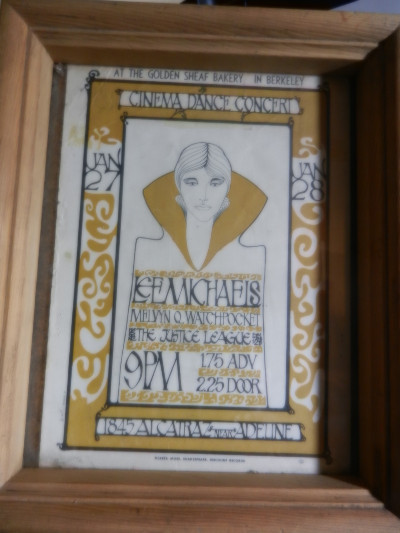 AT THE GOLDEN SHEAF BAKERY IN BERKELEY
CINEMA DANCE CONCERT
JAN 27
JAN 28
LEE MICHAELS
MELVYN Q. WATCHPOCKET
THE JUSTICE LEAGUE
9PM
1.75 ADV
2.25 DOOR
1845 ALCATRAZ NEAR ADELINE